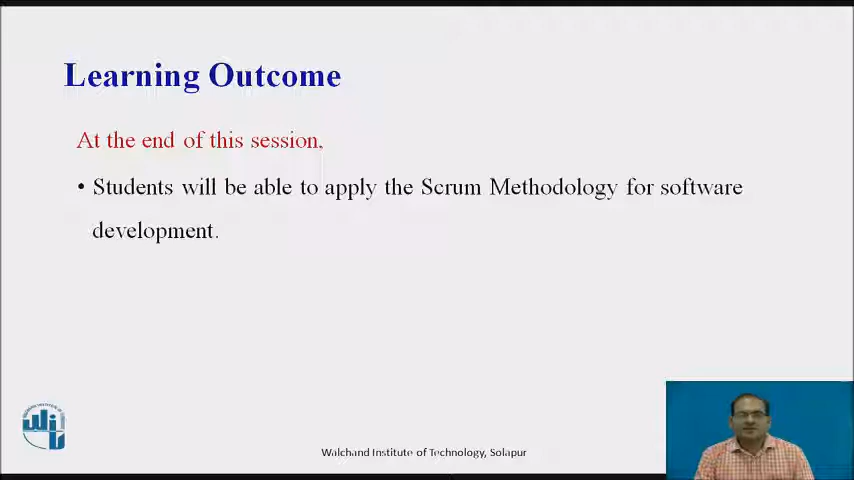 Learning Outcome
At the end of this session,
• Students will be able to apply the Scrum Methodology for software
development.
Walchand Institute of Technology, Solapur